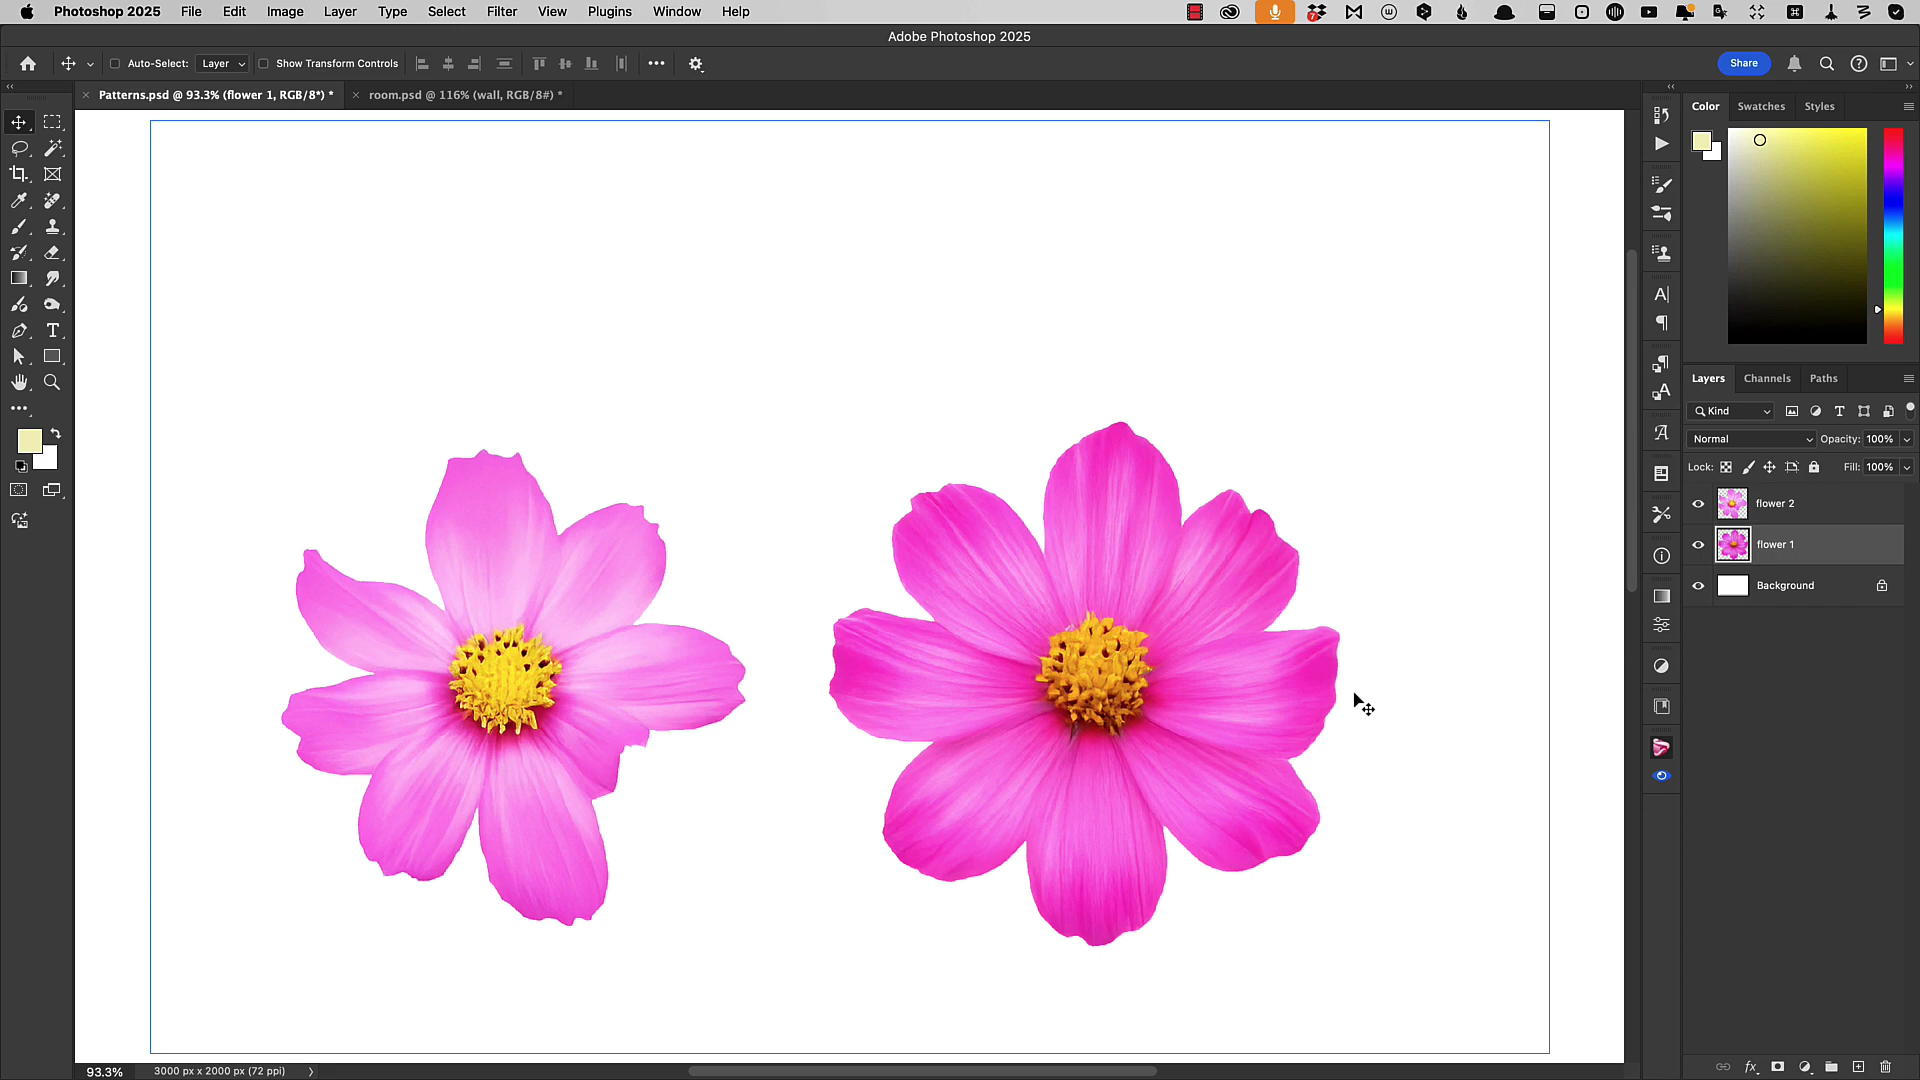 Photoshop 2025 File Edit Image Layer Type Select Filter View Plugins Window Help
Adobe Photoshop 2025
Auto-Select: Layer Show Transform Controls Share
Patterns.psd @ 93.3% (flower 1, RGB/8*) * room.psd @ 116% (wall, RGB/8#) *
Color Swatches Styles
Layers Channels Paths
Kind
Normal Opacity: 100%
Lock: Fill: 100%
flower 2
flower 1
Background
93.3% 3000 px x 2000 px (72 ppi)